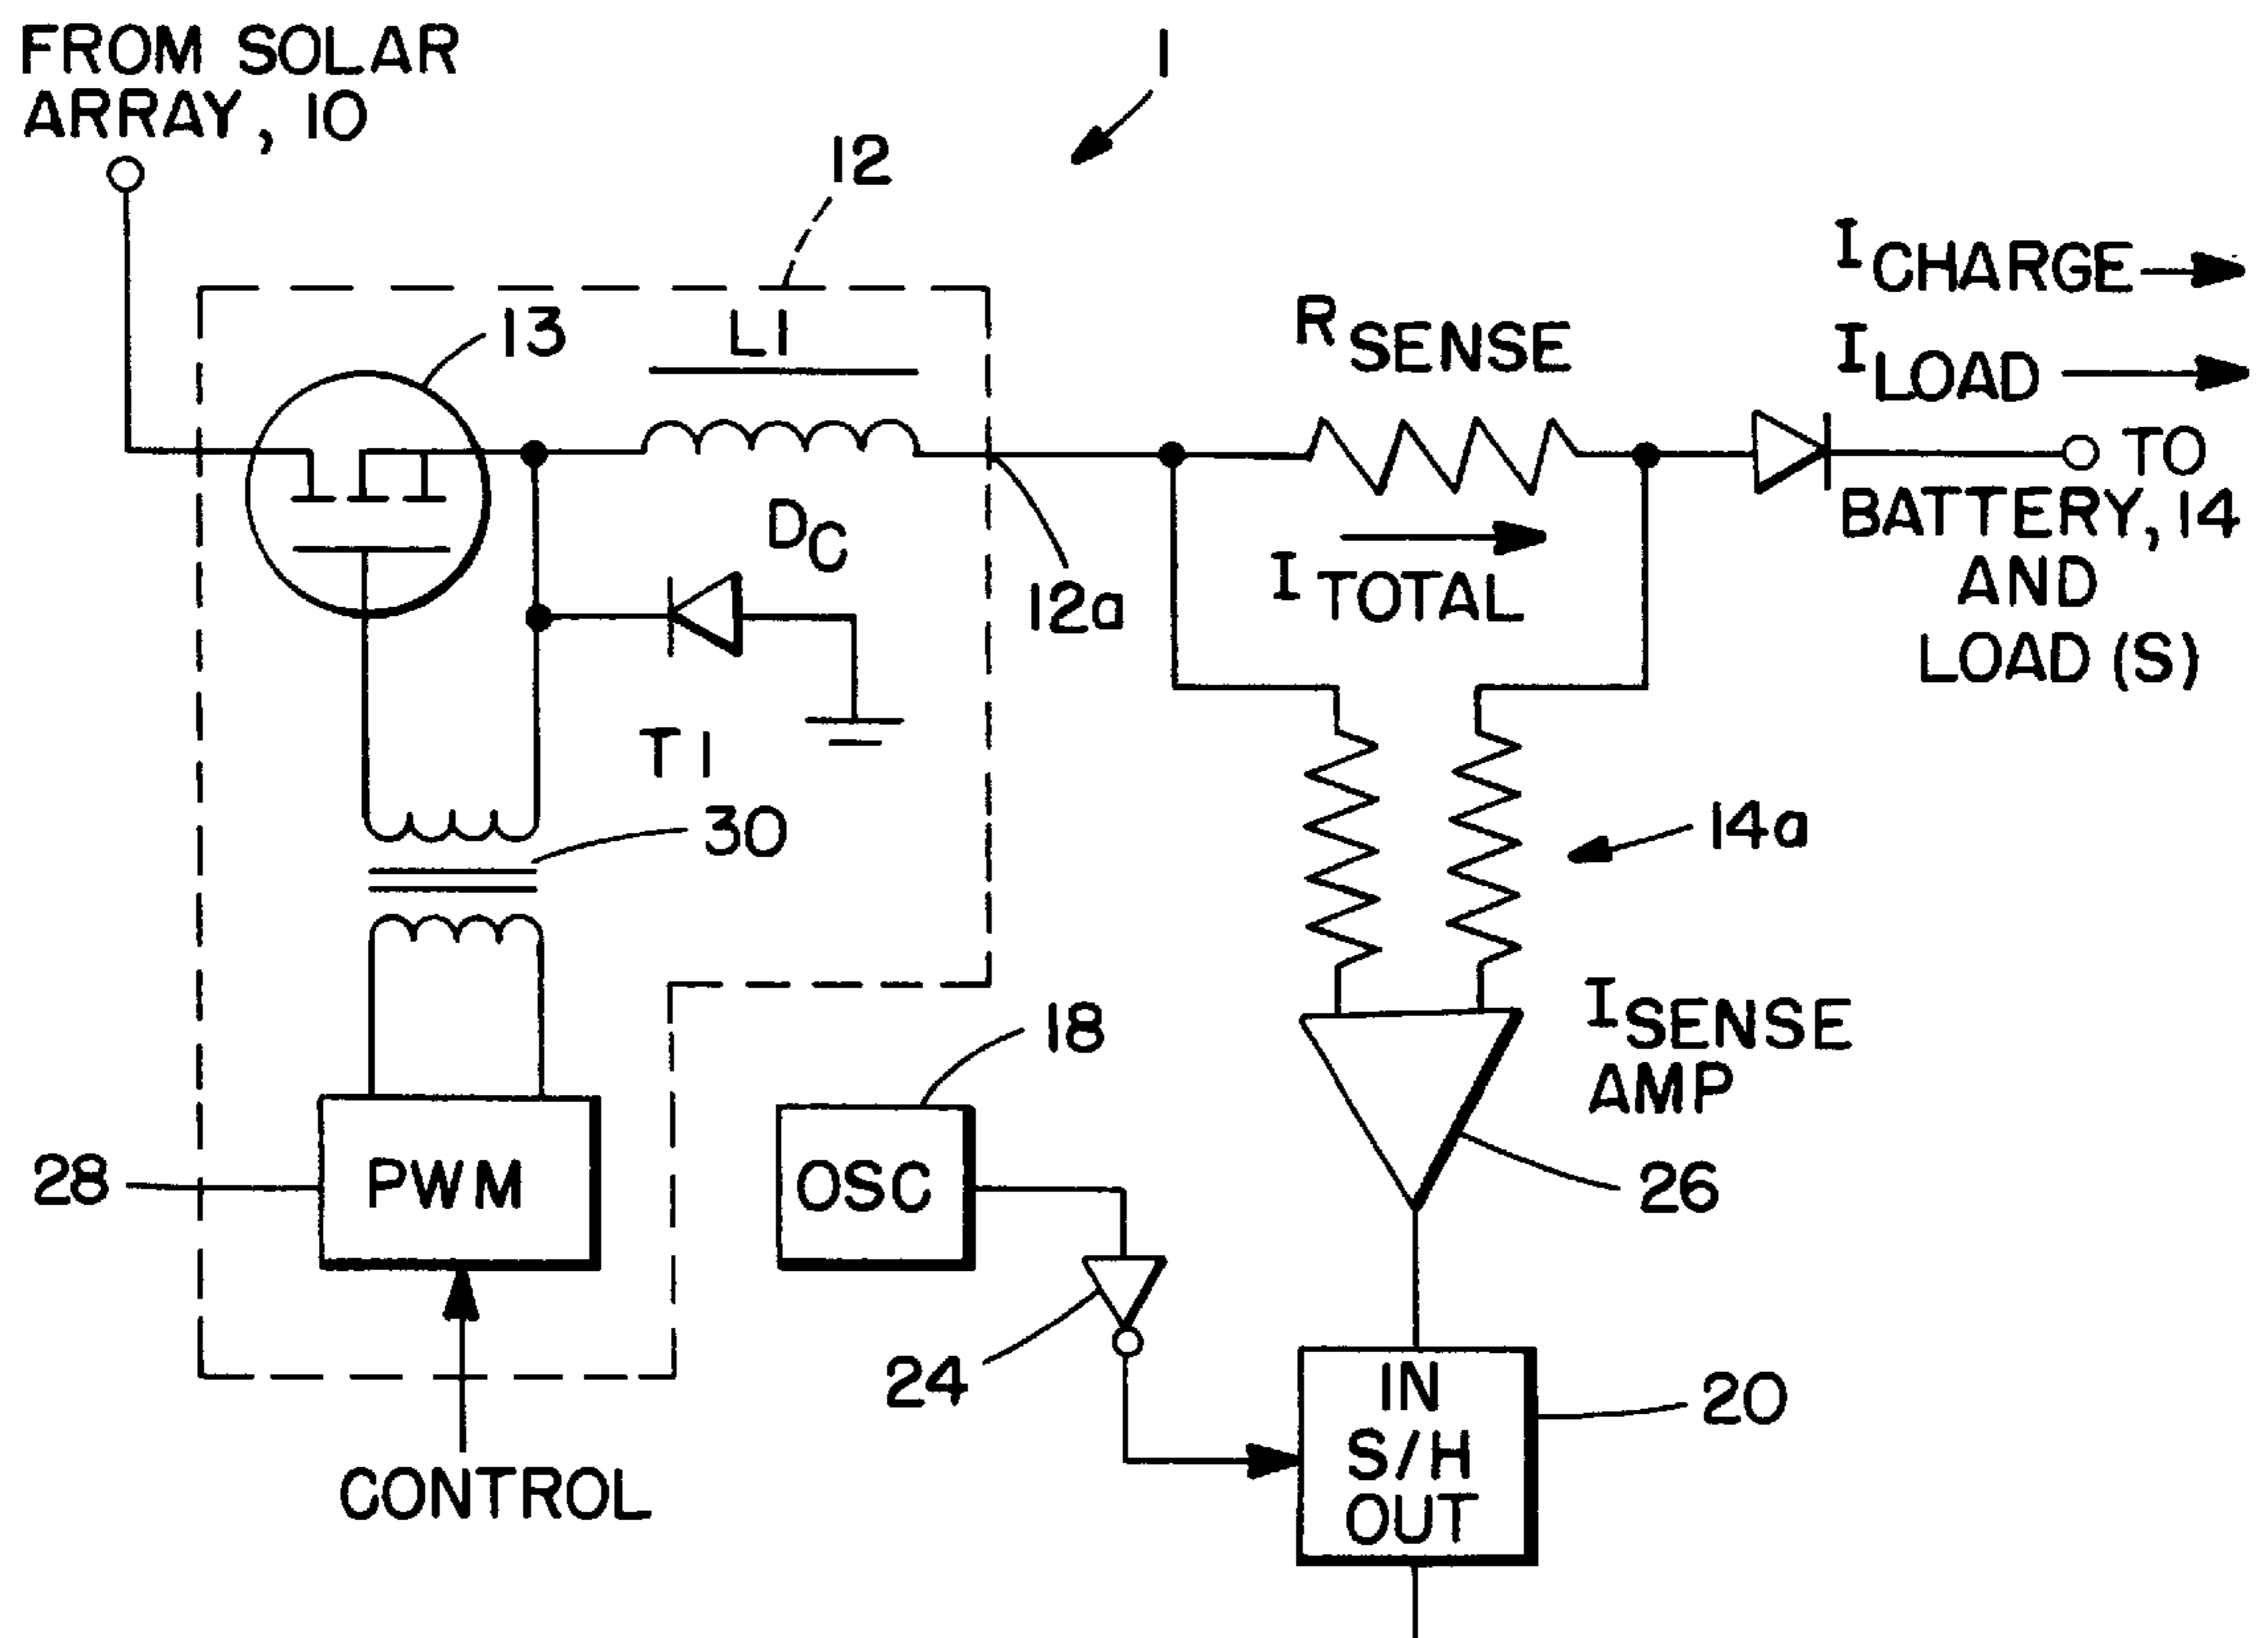 FROM SOLAR
ARRAY, 10
1
12
13
L1
R SENSE
I CHARGE
I LOAD
TO
BATTERY, 14
AND
LOAD (S)
DC
12a
I TOTAL
T1
30
14a
18
I SENSE
AMP
28
PWM
OSC
26
24
IN
S/H
OUT
20
CONTROL